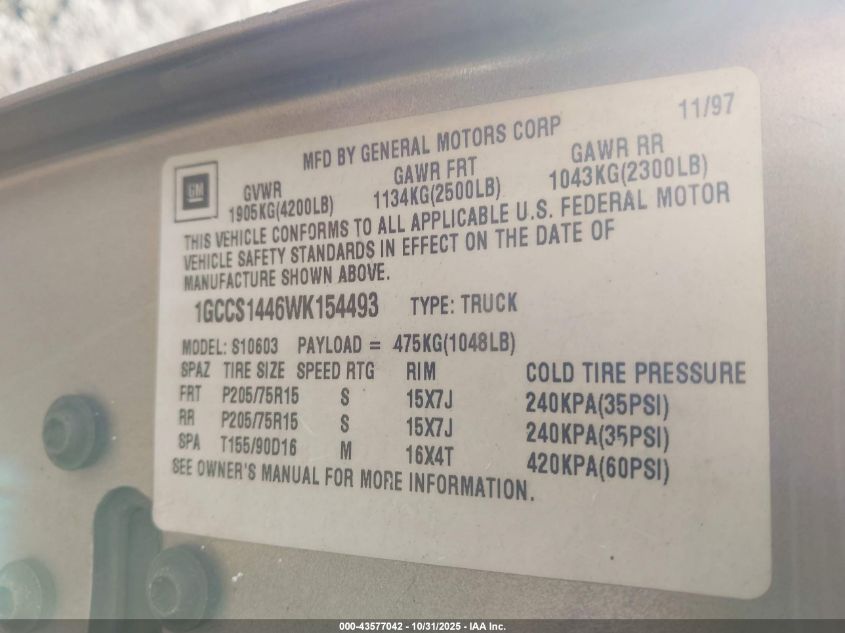 11/97
MFD BY GENERAL MOTORS CORP
GM
GVWR GAWR FRT GAWR RR
1905KG(4200LB) 1134KG(2500LB) 1043KG(2300LB)
THIS VEHICLE CONFORMS TO ALL APPLICABLE U.S. FEDERAL MOTOR
VEHICLE SAFETY STANDARDS IN EFFECT ON THE DATE OF
MANUFACTURE SHOWN ABOVE.
1GCCS1446WK154493 TYPE: TRUCK
MODEL: S10603 PAYLOAD = 475KG(1048LB)
SPAZ TIRE SIZE SPEED RTG RIM COLD TIRE PRESSURE
FRT P205/75R15 S 15X7J 240KPA(35PSI)
RR P205/75R15 S 15X7J 240KPA(35PSI)
SPA T155/90D16 M 16X4T 420KPA(60PSI)
SEE OWNER'S MANUAL FOR MORE INFORMATION.
000-43577042 - 10/31/2025 - IAA Inc.